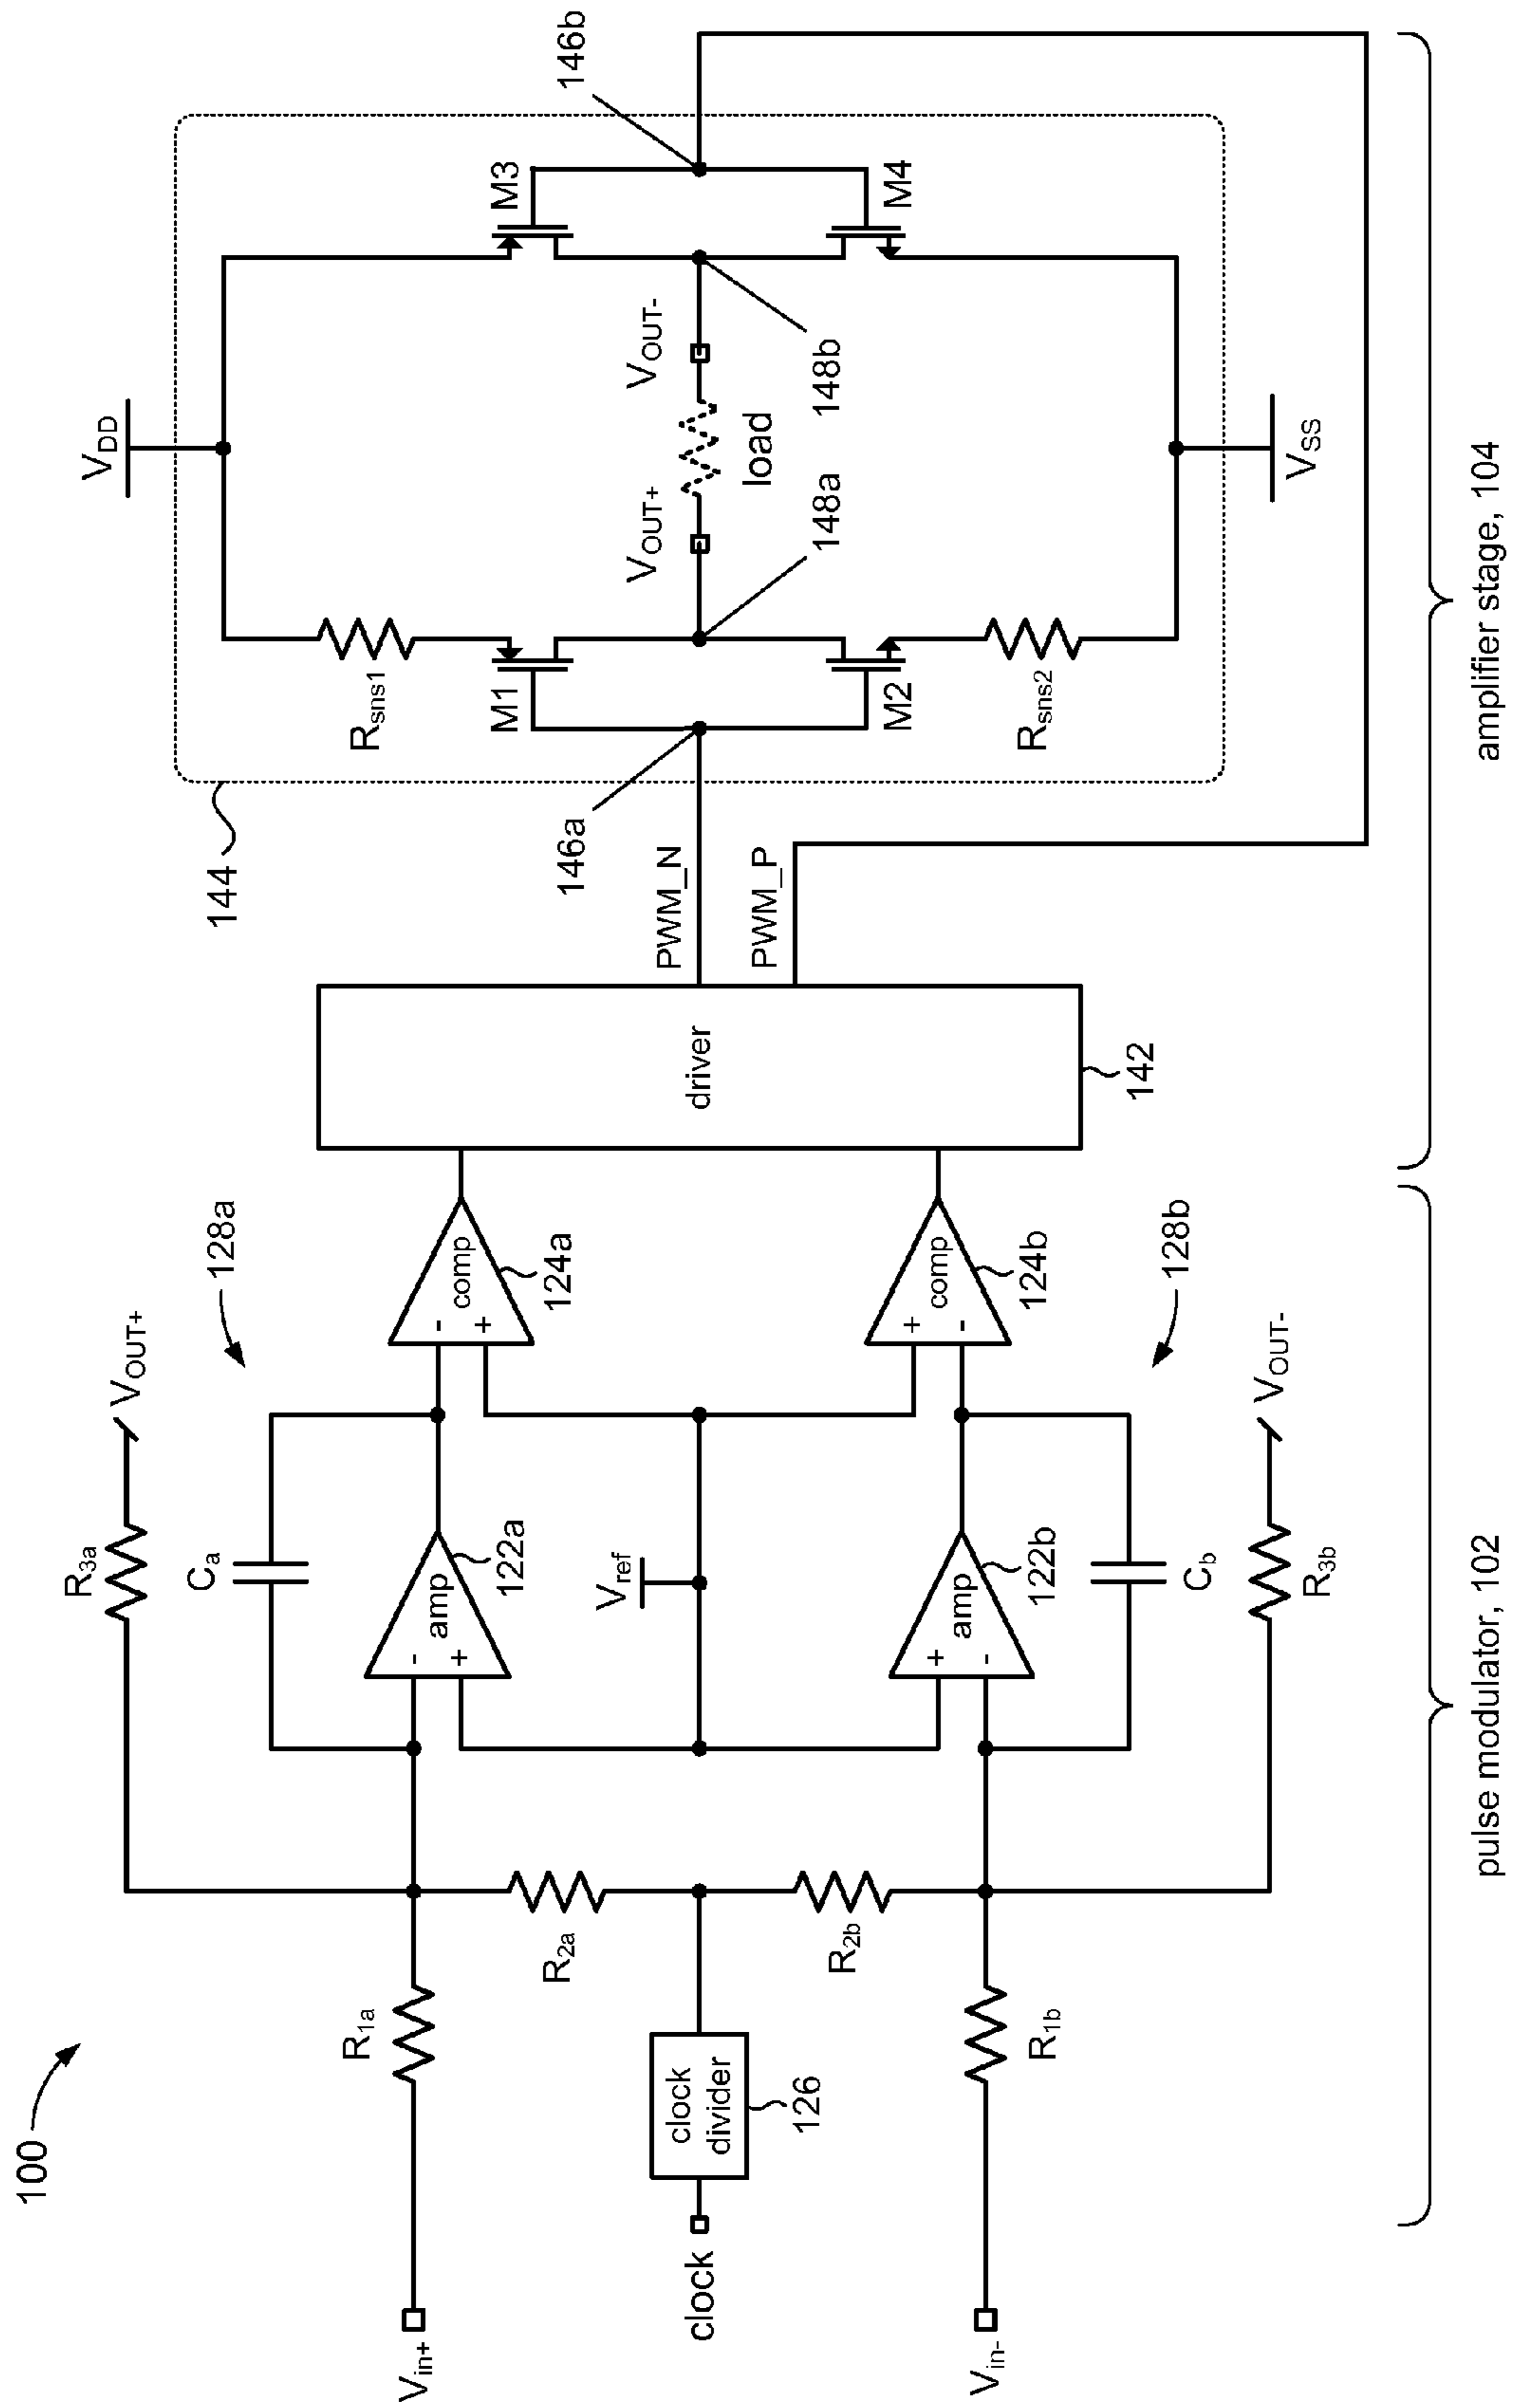 100
V_in+
R_1a
R_2a
R_3a
V_OUT+
C_a
128a
-
+
amp
122a
-
+
comp
124a
clock
clock
divider
126
V_ref
R_2b
R_1b
V_in-
+
-
amp
122b
+
-
comp
124b
128b
C_b
R_3b
V_OUT-
pulse modulator, 102
driver
142
PWM_N
PWM_P
144
146a
146b
V_DD
R_sns1
M1
M2
R_sns2
M3
M4
V_OUT+
load
V_OUT-
148a
148b
V_SS
amplifier stage, 104